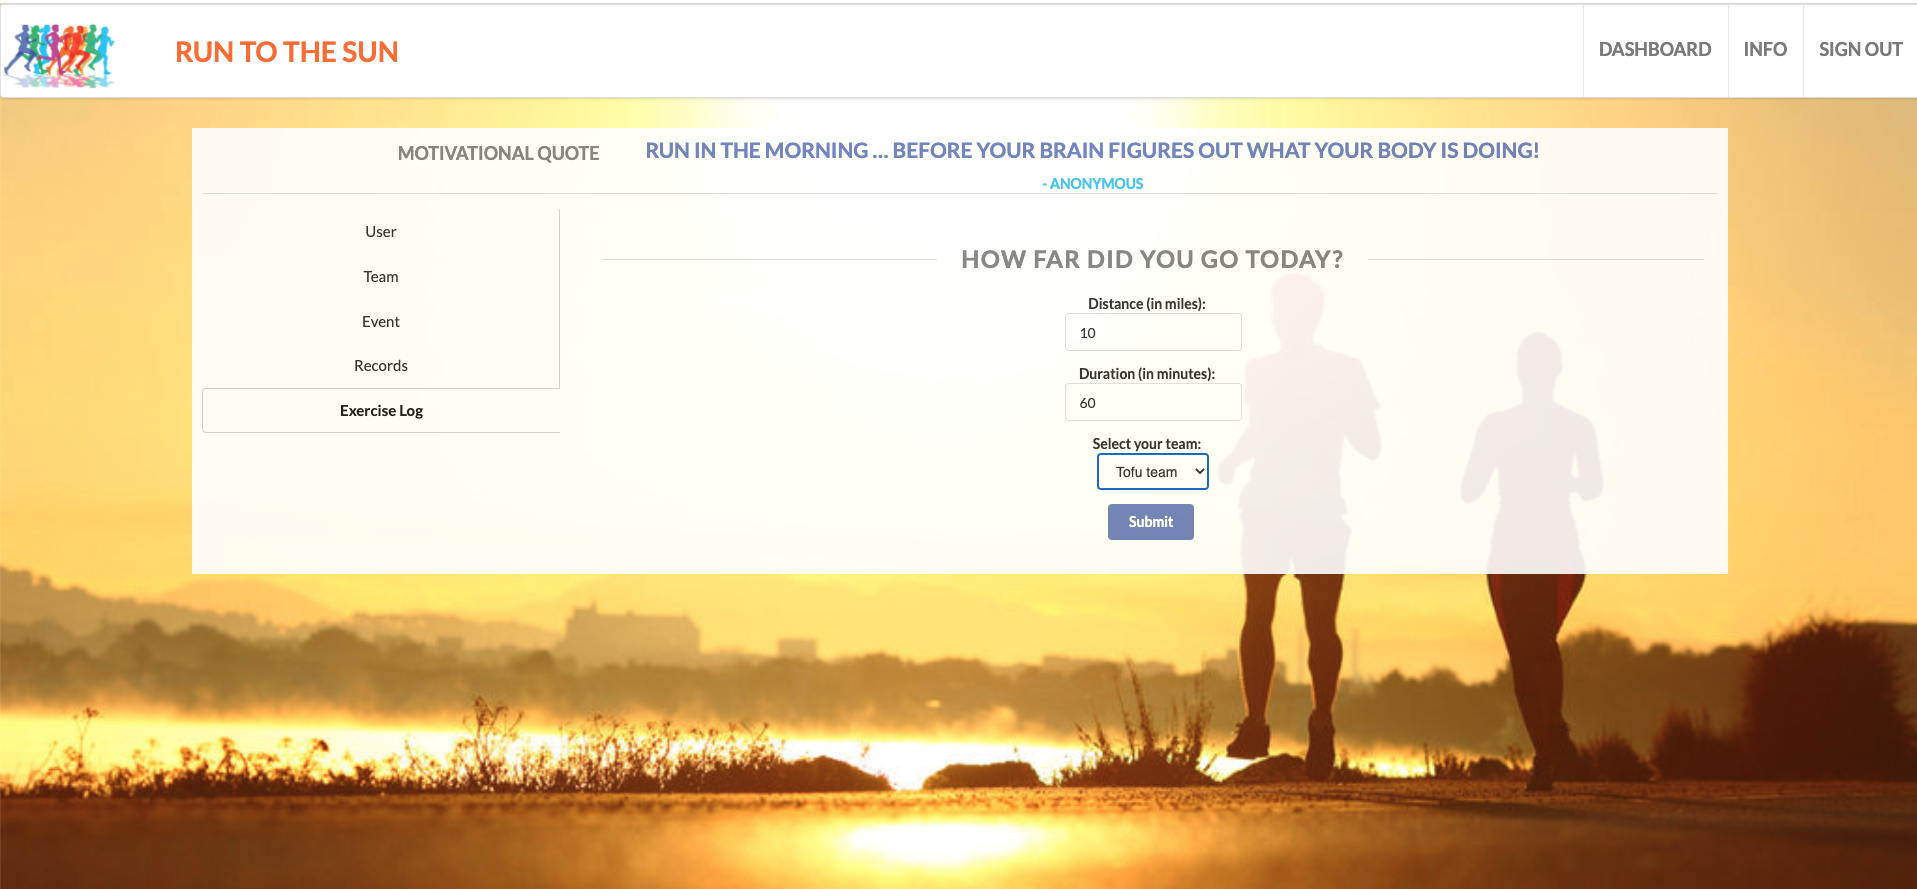 RUN TO THE SUN
DASHBOARD
INFO
SIGN OUT
MOTIVATIONAL QUOTE
RUN IN THE MORNING ... BEFORE YOUR BRAIN FIGURES OUT WHAT YOUR BODY IS DOING!
- ANONYMOUS
User
Team
Event
Records
Exercise Log
HOW FAR DID YOU GO TODAY?
Distance (in miles):
10
Duration (in minutes):
60
Select your team:
Tofu team
Submit